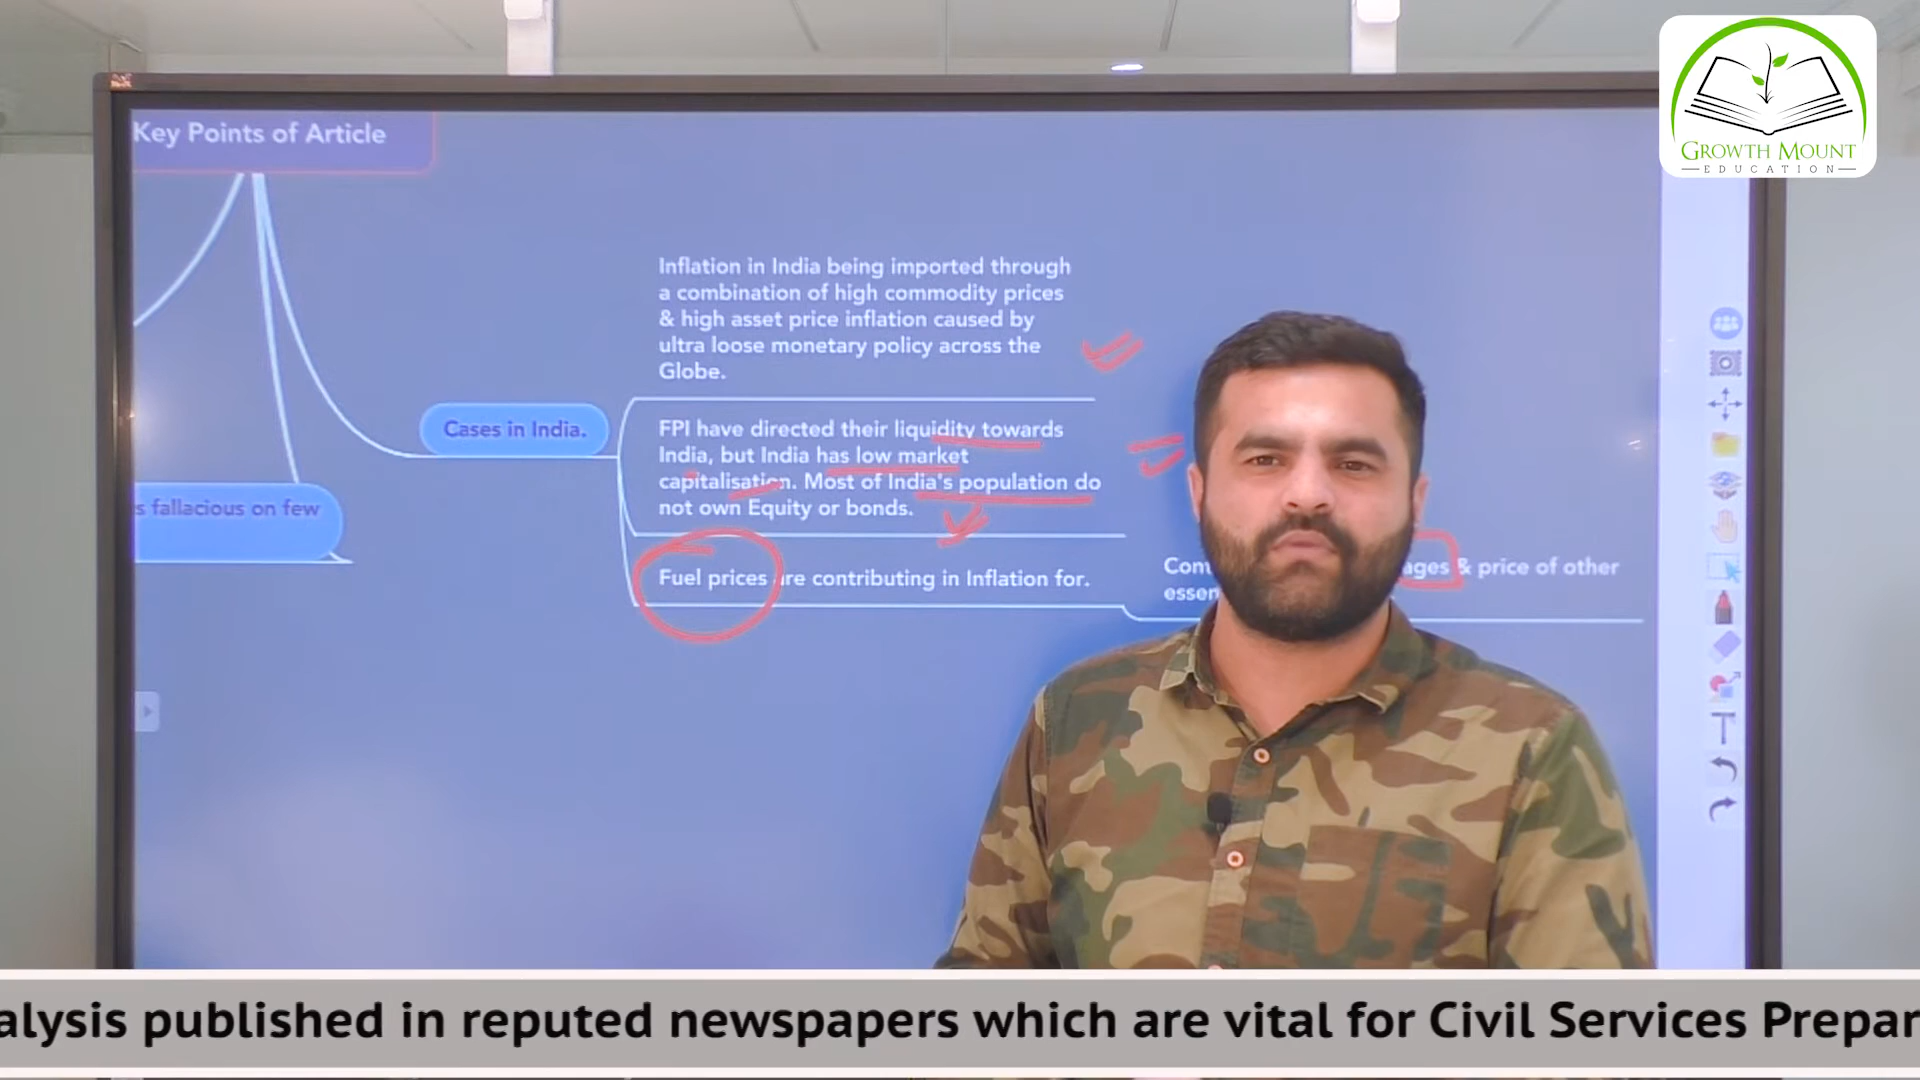 Key Points of Article
GROWTH MOUNT
EDUCATION
Inflation in India being imported through
a combination of high commodity prices
& high asset price inflation caused by
ultra loose monetary policy across the
Globe.
Cases in India.
FPI have directed their liquidity towards
India, but India has low market
capitalisation. Most of India's population do
not own Equity or bonds.
s fallacious on few
Fuel prices are contributing in Inflation for.
& price of other
alysis published in reputed newspapers which are vital for Civil Services Prepar